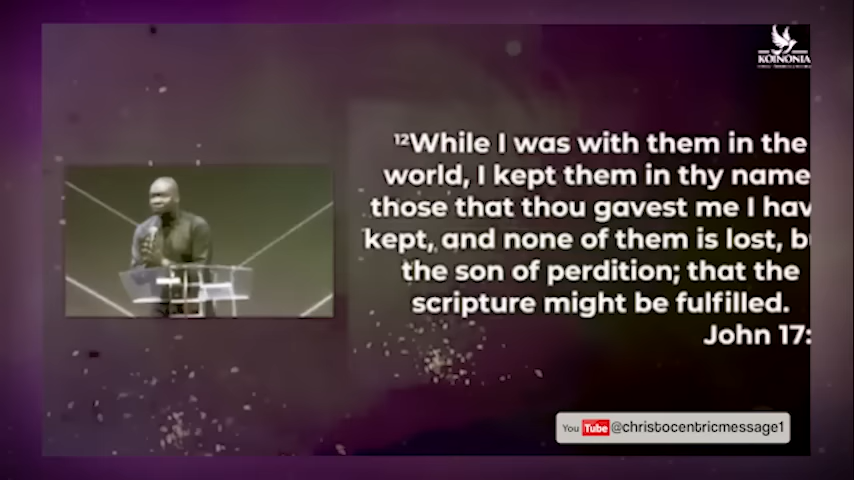 KOINONIA
¹²While I was with them in the
world, I kept them in thy name
those that thou gavest me I hav
kept, and none of them is lost, b
the son of perdition; that the
scripture might be fulfilled.
John 17:
You Tube @christocentricmessage1